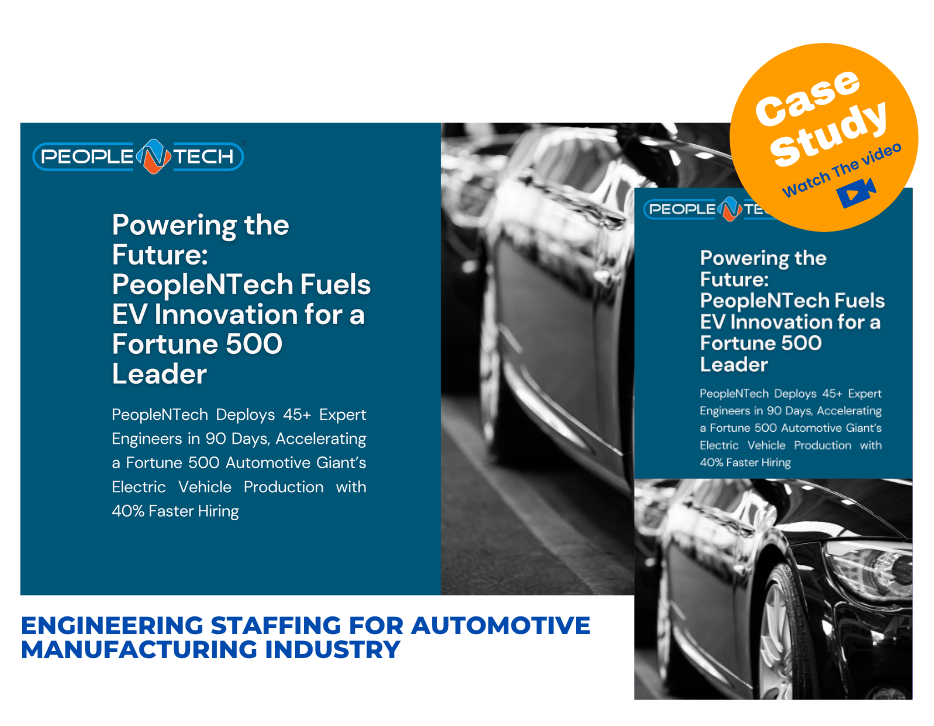 PEOPLE N TECH
Powering the
Future:
PeopleNTech Fuels
EV Innovation for a
Fortune 500
Leader
PeopleNTech Deploys 45+ Expert
Engineers in 90 Days, Accelerating
a Fortune 500 Automotive Giant's
Electric Vehicle Production with
40% Faster Hiring
Case
Study
Watch The video
PEOPLE N
Powering the
Future:
PeopleNTech Fuels
EV Innovation for a
Fortune 500
Leader
PeopleNTech Deploys 45+ Expert
Engineers in 90 Days, Accelerating
a Fortune 500 Automotive Giant's
Electric Vehicle Production with
40% Faster Hiring
ENGINEERING STAFFING FOR AUTOMOTIVE
MANUFACTURING INDUSTRY